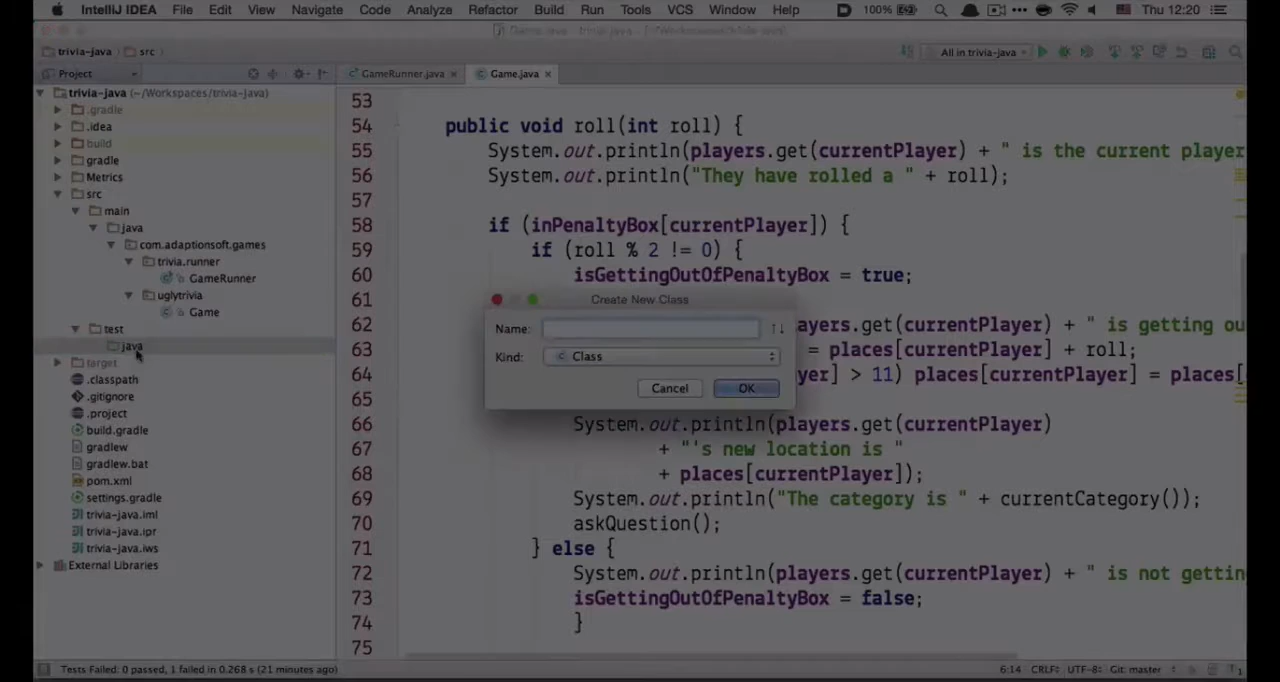 IntelliJ IDEA File Edit View Navigate Code Analyze Refactor Build Run Tools VCS Window Help 100% Thu 12:20
trivia-java src All in trivia-java
Project GameRunner.java Game.java
trivia-java (~/Workspaces/trivia-java)
.gradle
.idea
build
gradle
Metrics
src
main
java
com.adaptionsoft.games
trivia.runner
GameRunner
uglytrivia
Game
test
java
target
.classpath
.gitignore
.project
build.gradle
gradlew
gradlew.bat
pom.xml
settings.gradle
trivia-java.iml
trivia-java.ipr
trivia-java.iws
External Libraries
53
54 public void roll(int roll) {
55 System.out.println(players.get(currentPlayer) + " is the current player
56 System.out.println("They have rolled a " + roll);
57
58 if (inPenaltyBox[currentPlayer]) {
59 if (roll % 2 != 0) {
60 isGettingOutOfPenaltyBox = true;
61
62 ayers.get(currentPlayer) + " is getting ou
63 = places[currentPlayer] + roll;
64 yer] > 11) places[currentPlayer] = places[
65
66 System.out.println(players.get(currentPlayer)
67 + "'s new location is "
68 + places[currentPlayer]);
69 System.out.println("The category is " + currentCategory());
70 askQuestion();
71 } else {
72 System.out.println(players.get(currentPlayer) + " is not gettin
73 isGettingOutOfPenaltyBox = false;
74 }
75
Create New Class
Name:
Kind: Class
Cancel OK
Tests Failed: 0 passed, 1 failed in 0.268 s (21 minutes ago) 6:14 CRLF÷ UTF-8÷ Git: master÷